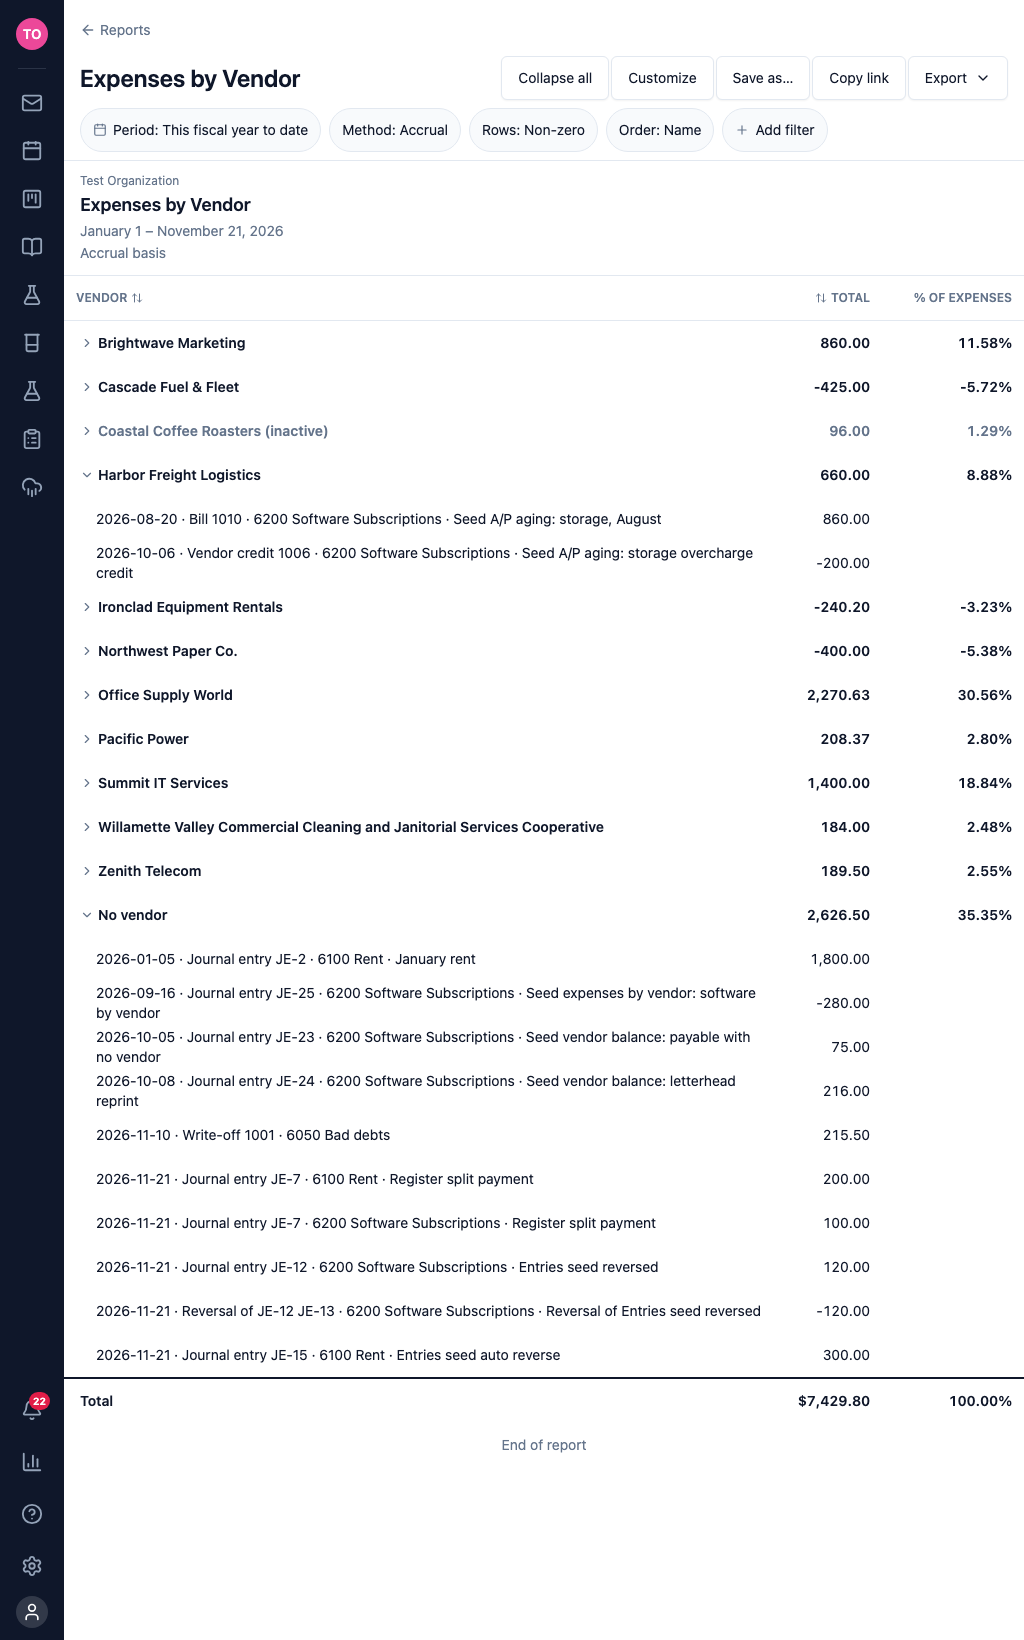 TO
Reports
Expenses by Vendor
Collapse all
Customize
Save as...
Copy link
Export
Period: This fiscal year to date
Method: Accrual
Rows: Non-zero
Order: Name
Add filter
Test Organization
Expenses by Vendor
January 1 – November 21, 2026
Accrual basis
VENDOR TOTAL % OF EXPENSES
Brightwave Marketing 860.00 11.58%
Cascade Fuel & Fleet -425.00 -5.72%
Coastal Coffee Roasters (inactive) 96.00 1.29%
Harbor Freight Logistics 660.00 8.88%
2026-08-20 · Bill 1010 · 6200 Software Subscriptions · Seed A/P aging: storage, August 860.00
2026-10-06 · Vendor credit 1006 · 6200 Software Subscriptions · Seed A/P aging: storage overcharge
credit -200.00
Ironclad Equipment Rentals -240.20 -3.23%
Northwest Paper Co. -400.00 -5.38%
Office Supply World 2,270.63 30.56%
Pacific Power 208.37 2.80%
Summit IT Services 1,400.00 18.84%
Willamette Valley Commercial Cleaning and Janitorial Services Cooperative 184.00 2.48%
Zenith Telecom 189.50 2.55%
No vendor 2,626.50 35.35%
2026-01-05 · Journal entry JE-2 · 6100 Rent · January rent 1,800.00
2026-09-16 · Journal entry JE-25 · 6200 Software Subscriptions · Seed expenses by vendor: software
by vendor -280.00
2026-10-05 · Journal entry JE-23 · 6200 Software Subscriptions · Seed vendor balance: payable with
no vendor 75.00
2026-10-08 · Journal entry JE-24 · 6200 Software Subscriptions · Seed vendor balance: letterhead
reprint 216.00
2026-11-10 · Write-off 1001 · 6050 Bad debts 215.50
2026-11-21 · Journal entry JE-7 · 6100 Rent · Register split payment 200.00
2026-11-21 · Journal entry JE-7 · 6200 Software Subscriptions · Register split payment 100.00
2026-11-21 · Journal entry JE-12 · 6200 Software Subscriptions · Entries seed reversed 120.00
2026-11-21 · Reversal of JE-12 JE-13 · 6200 Software Subscriptions · Reversal of Entries seed reversed -120.00
2026-11-21 · Journal entry JE-15 · 6100 Rent · Entries seed auto reverse 300.00
Total $7,429.80 100.00%
End of report
22